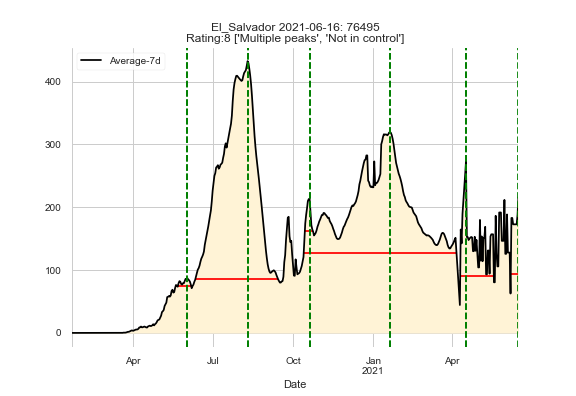 El_Salvador 2021-06-16: 76495
Rating:8 ['Multiple peaks', 'Not in control']
Average-7d
400
300
200
100
0
Apr
Jul
Oct
Jan
2021
Apr
Date